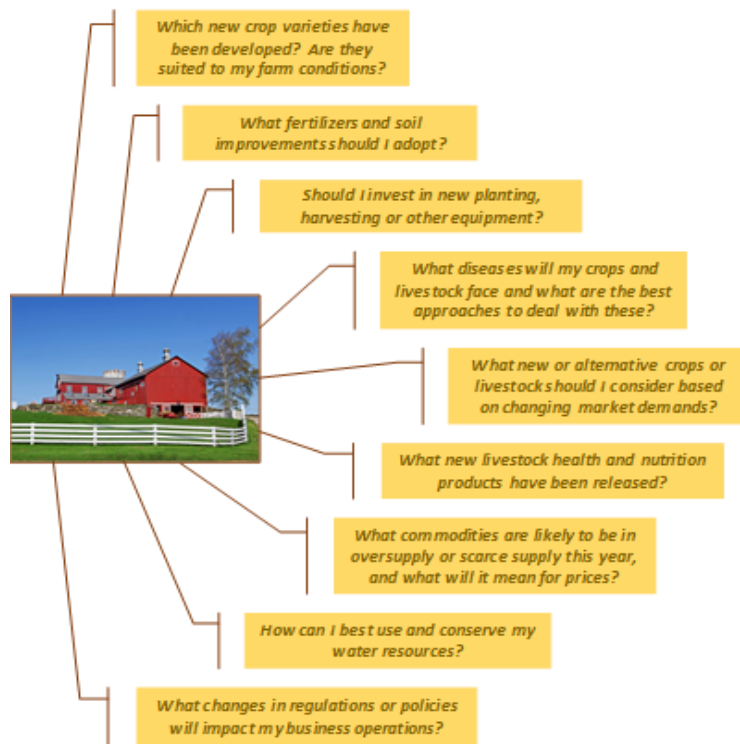 Which new crop varieties have
been developed? Are they
suited to my farm conditions?
What fertilizers and soil
improvements should I adopt?
Should I invest in new planting,
harvesting or other equipment?
What diseases will my crops and
livestock face and what are the best
approaches to deal with these?
What new or alternative crops or
livestock should I consider based
on changing market demands?
What new livestock health and nutrition
products have been released?
What commodities are likely to be in
oversupply or scarce supply this year,
and what will it mean for prices?
How can I best use and conserve my
water resources?
What changes in regulations or policies
will impact my business operations?